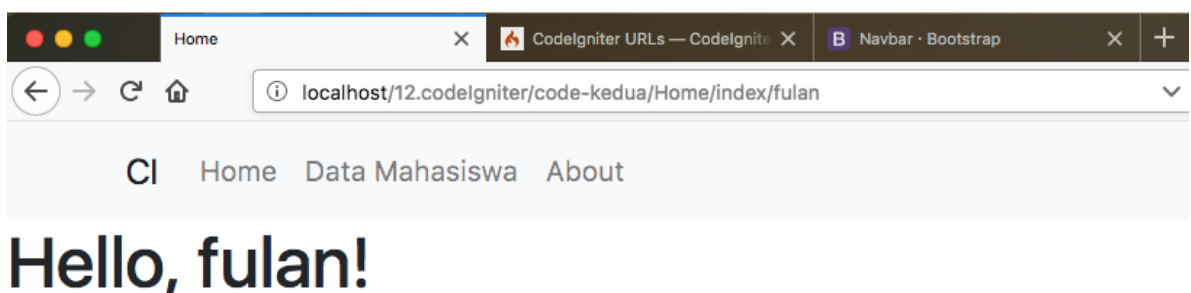 Home CodeIgniter URLs — CodeIgnite B Navbar · Bootstrap
localhost/12.codeIgniter/code-kedua/Home/index/fulan
CI Home Data Mahasiswa About
Hello, fulan!